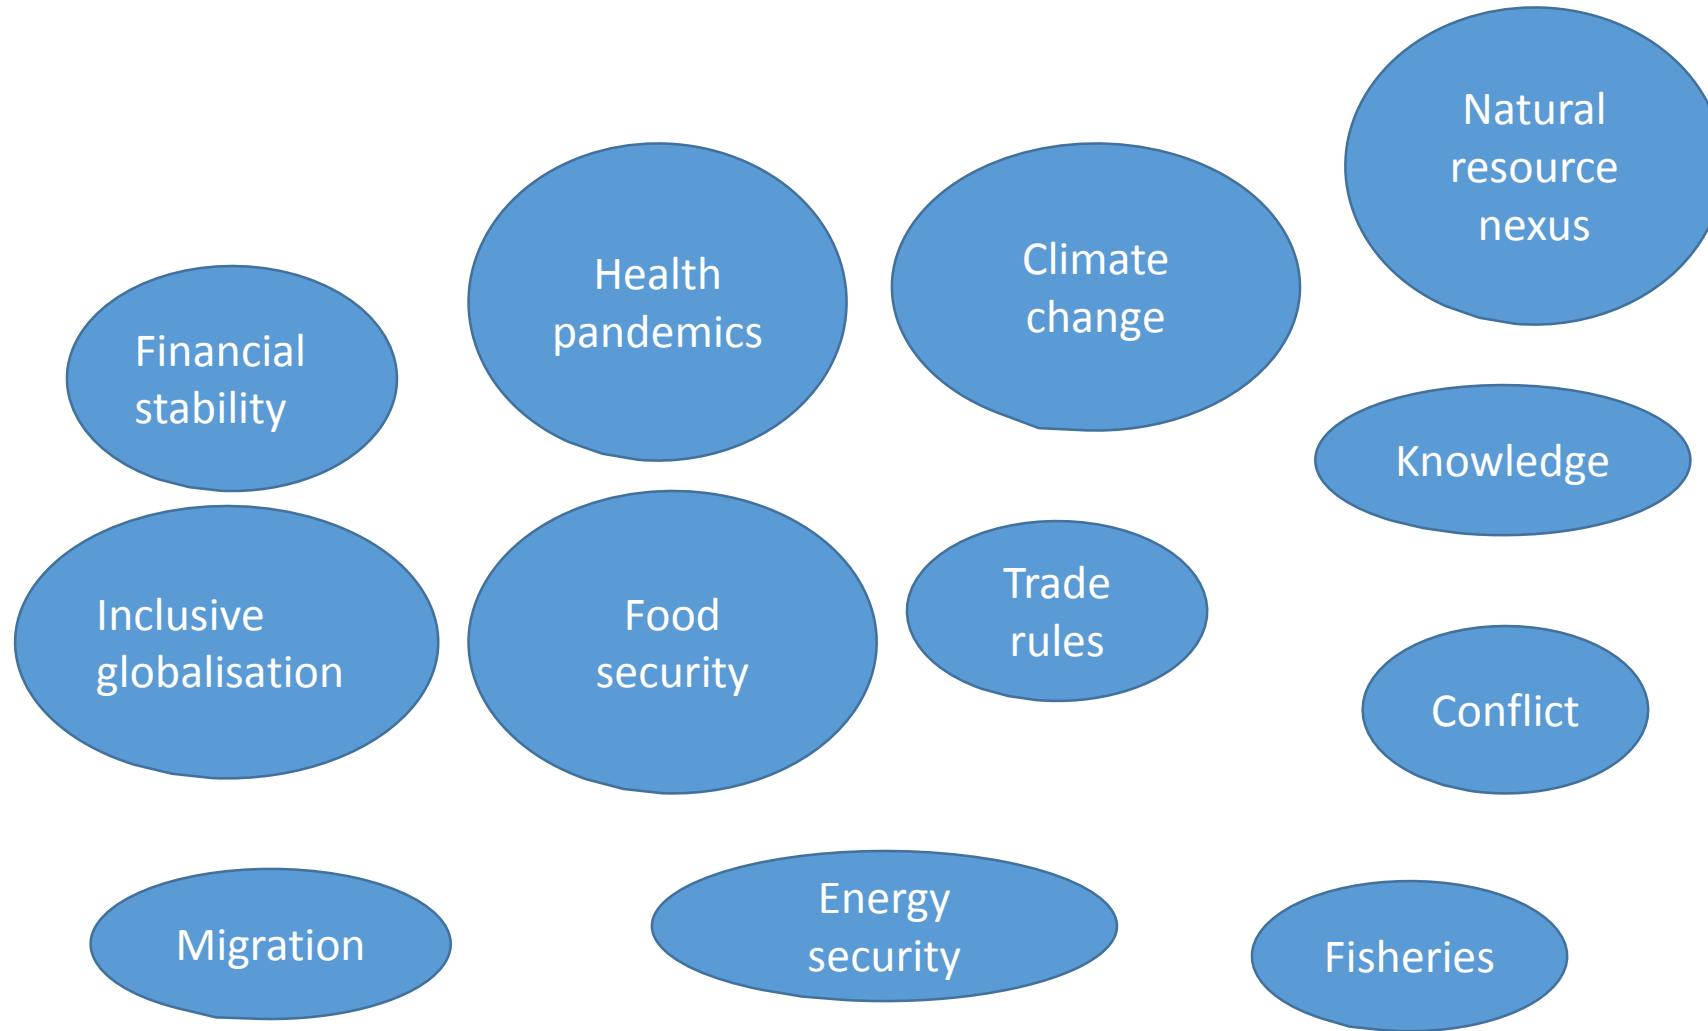 Natural
resource
nexus
Health
pandemics
Climate
change
Financial
stability
Knowledge
Inclusive
globalisation
Food
security
Trade
rules
Conflict
Migration
Energy
security
Fisheries